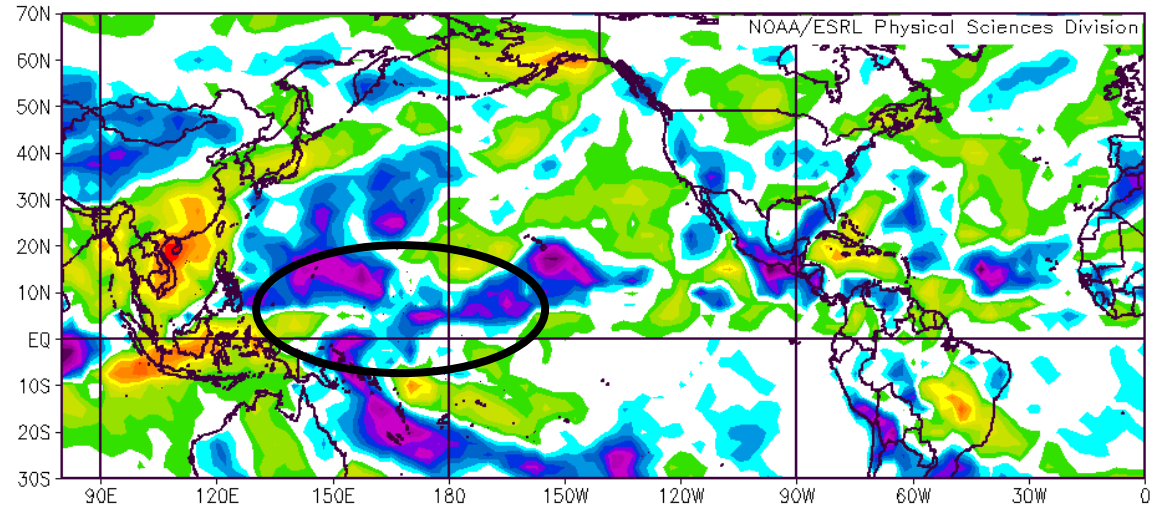 NOAA/ESRL Physical Sciences Division
70N
60N
50N
40N
30N
20N
10N
EQ
10S
20S
30S
90E 120E 150E 180 150W 120W 90W 60W 30W 0